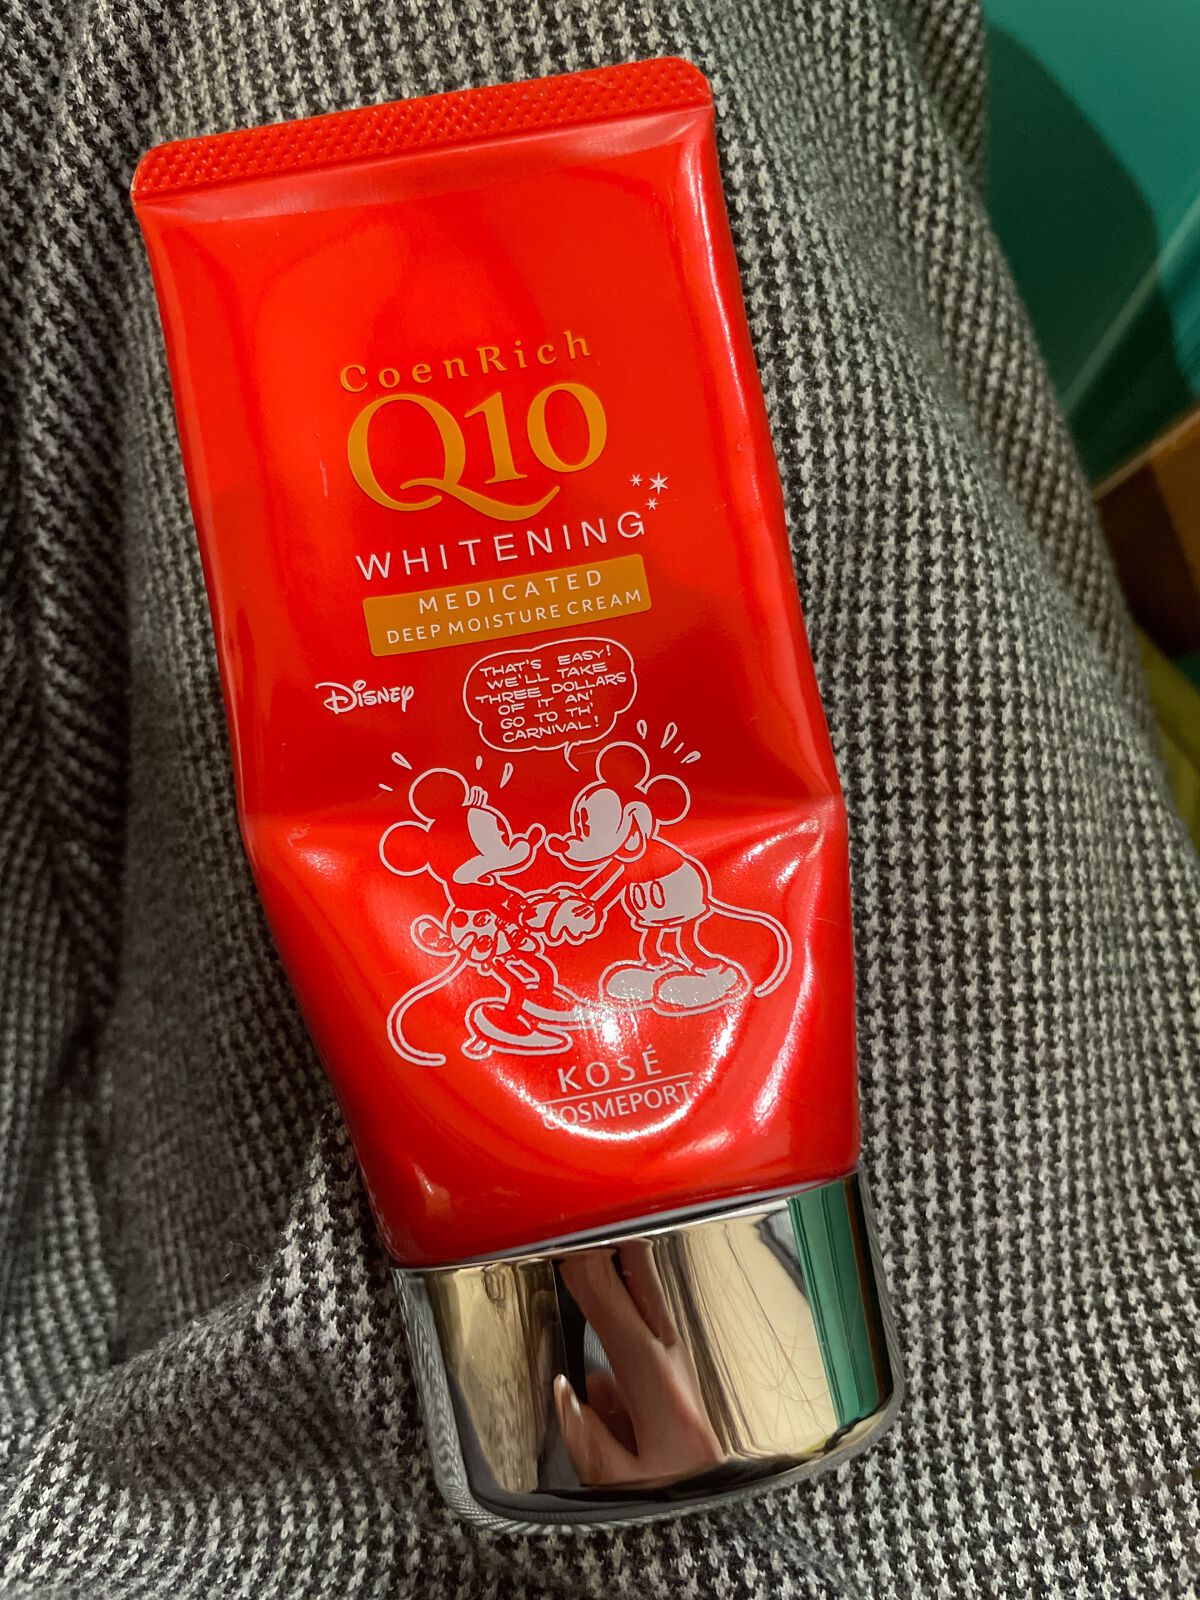 CoenRich
Q10
WHITENING
MEDICATED
DEEP MOISTURE CREAM
Disney
THAT'S EASY!
WE'LL TAKE
THREE DOLLARS
OF IT AN'
GO TO TH'
CARNIVAL!
KOSÉ
COSMEPORT